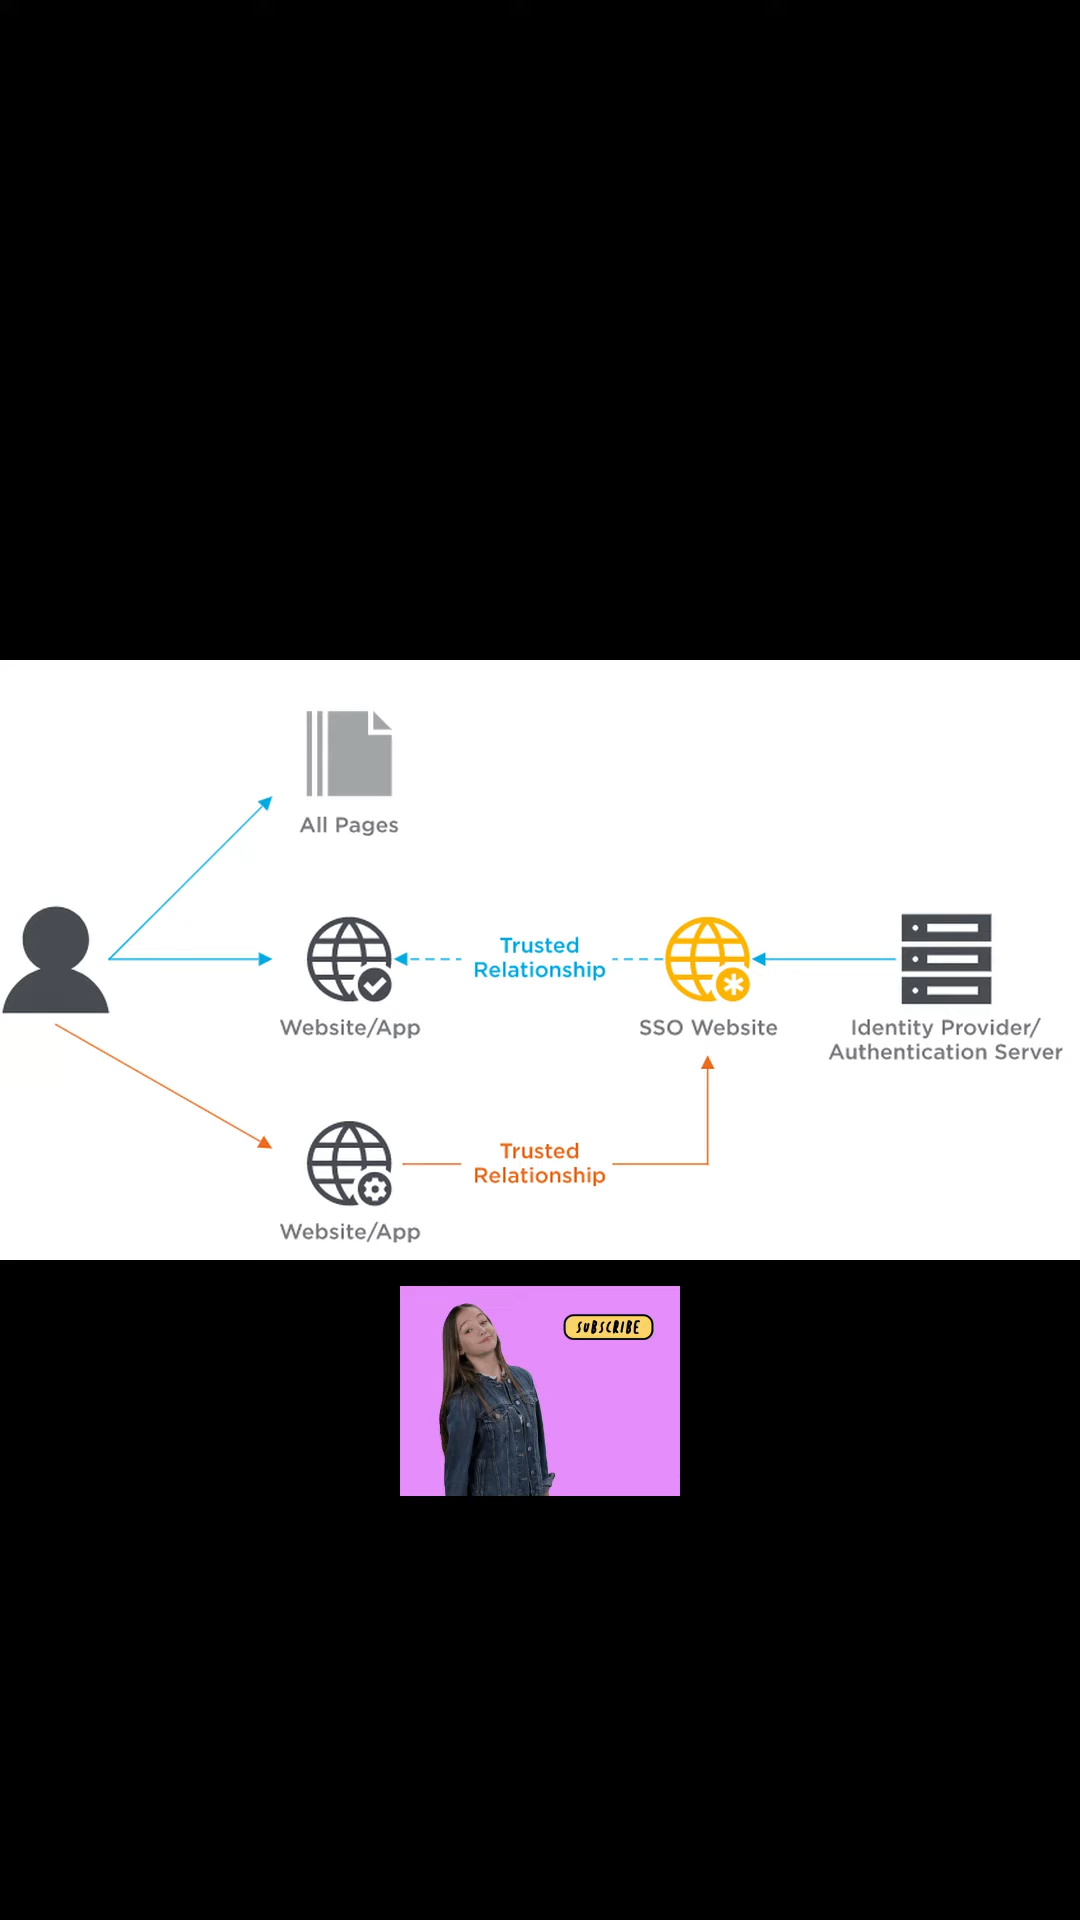 All Pages
Trusted
Relationship
Website/App
SSO Website
Identity Provider/
Authentication Server
Trusted
Relationship
Website/App
SUBSCRIBE